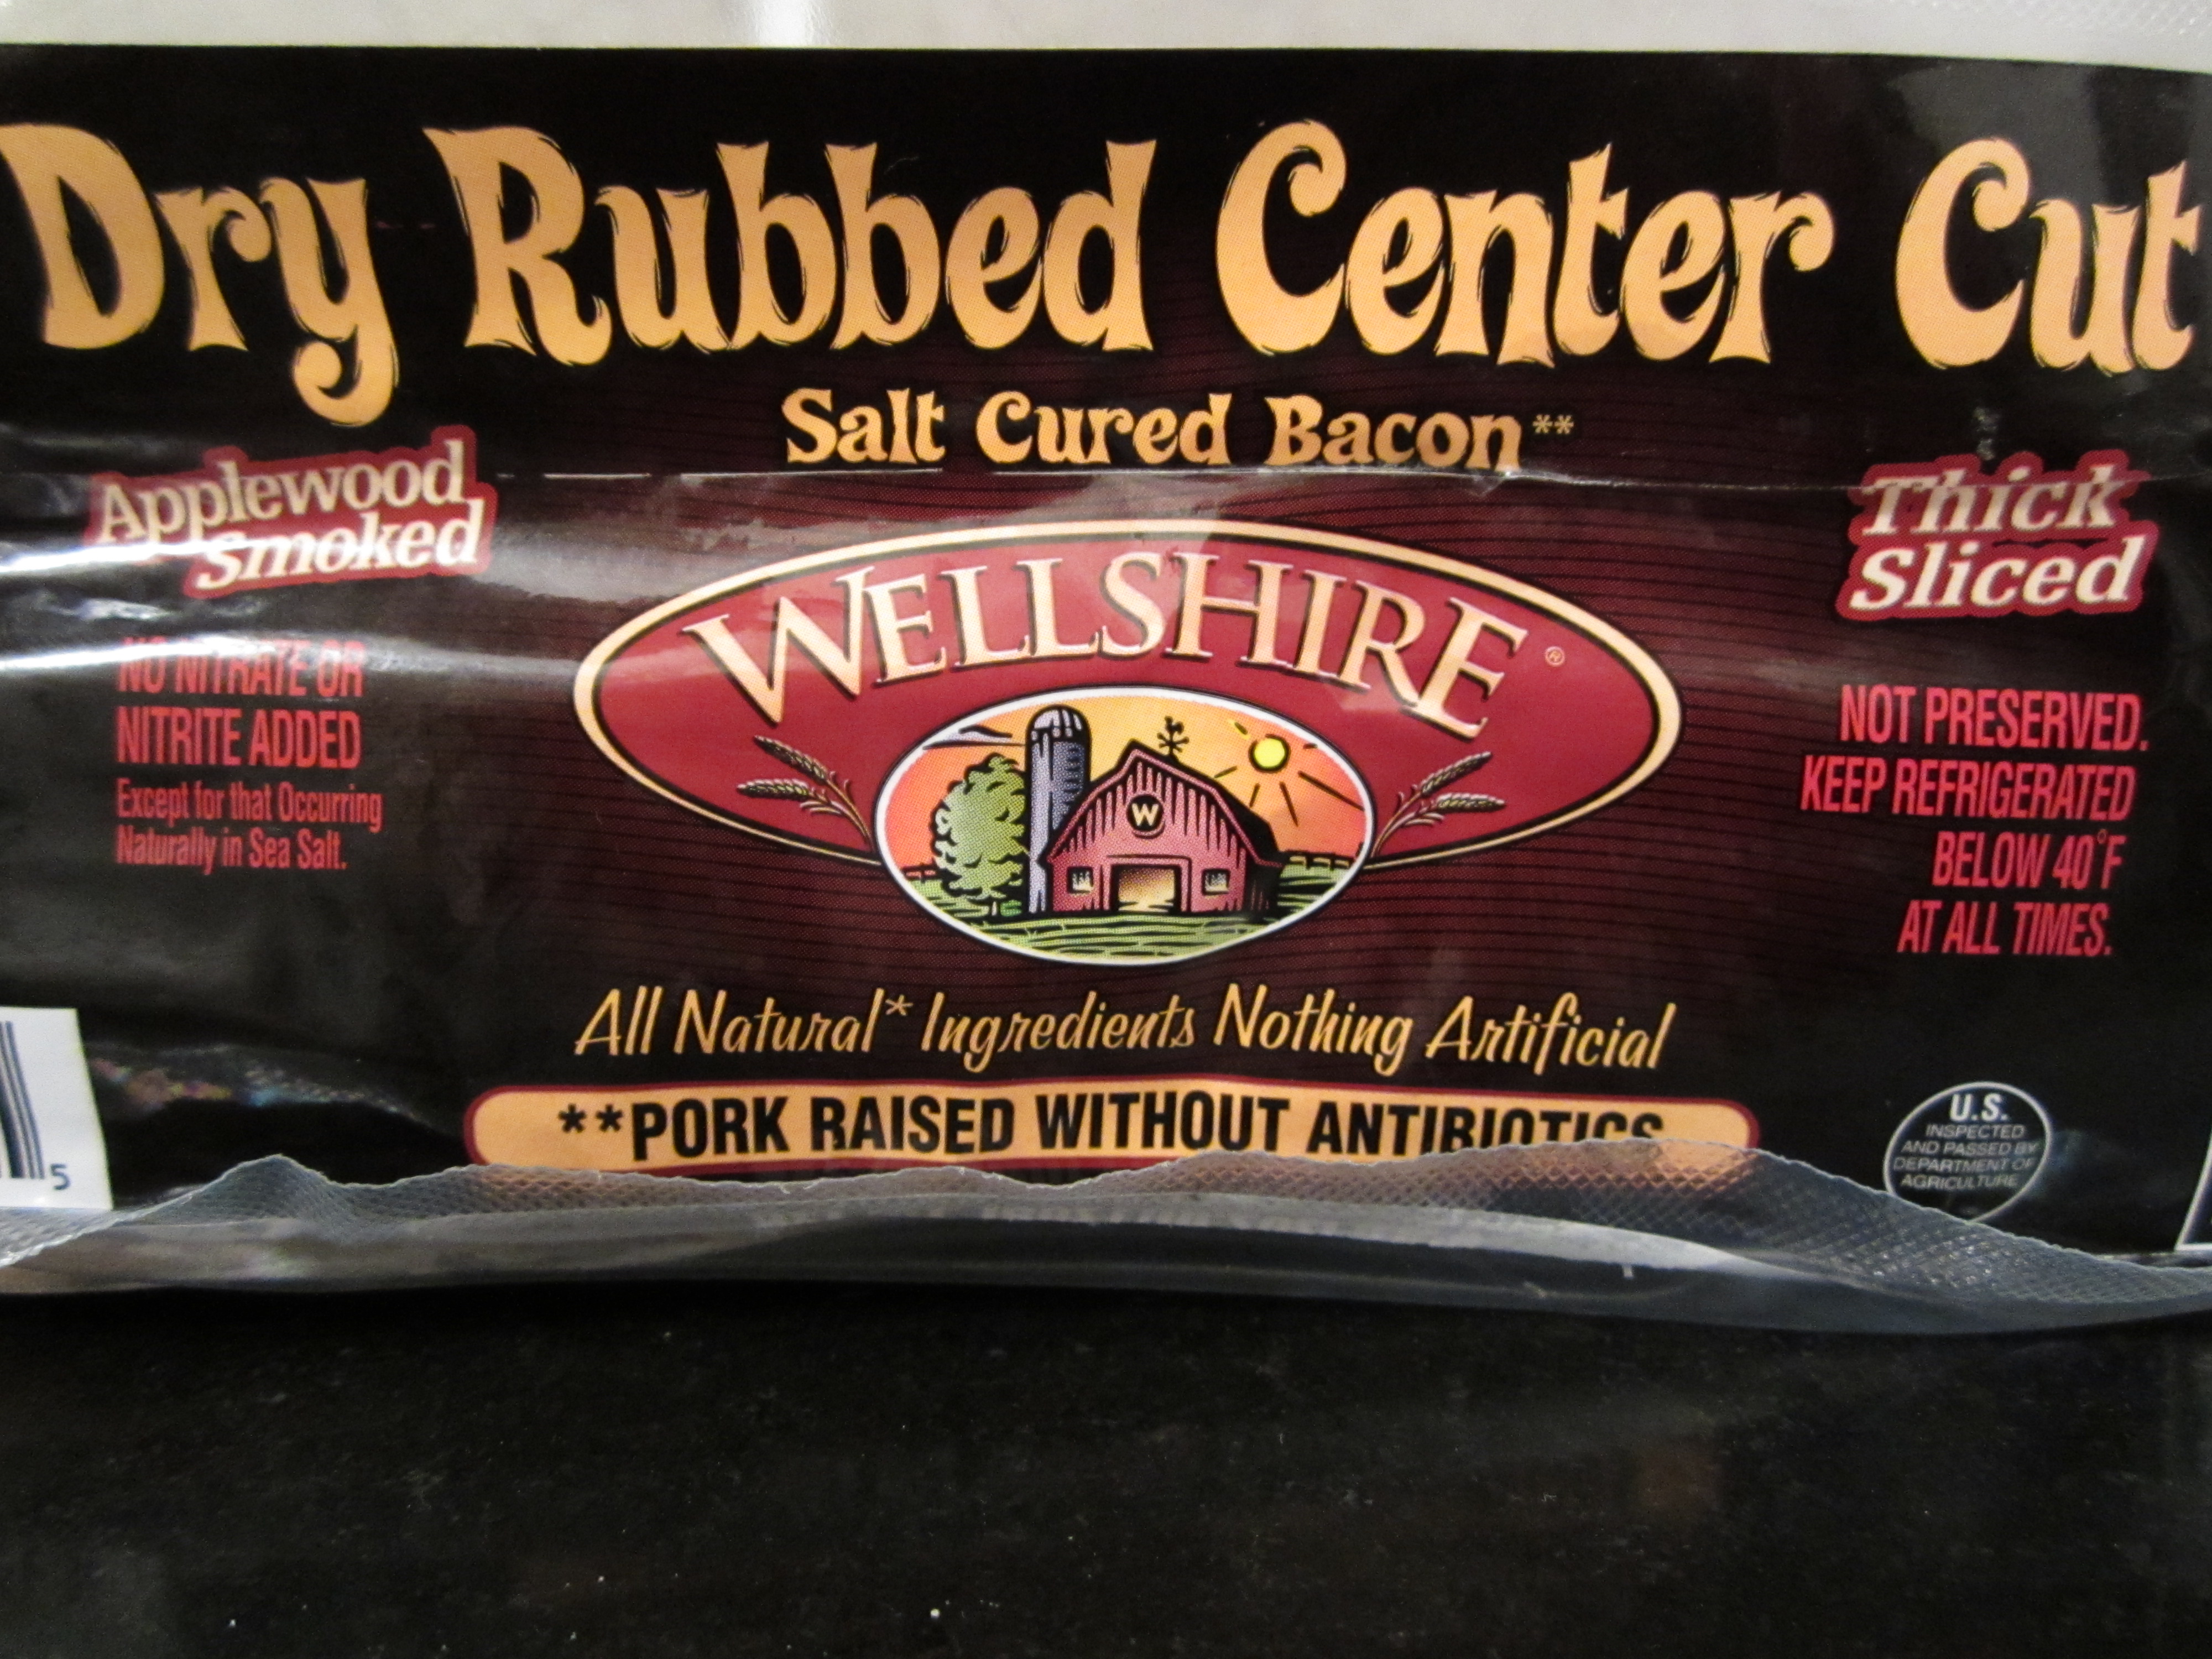 Dry Rubbed Center Cut
Salt Cured Bacon**
Applewood
Smoked
Thick
Sliced
WELLSHIRE®
NO NITRATE OR
NITRITE ADDED
Except for that Occurring
Naturally in Sea Salt.
NOT PRESERVED.
KEEP REFRIGERATED
BELOW 40°F
AT ALL TIMES.
W
All Natural* Ingredients Nothing Artificial
**PORK RAISED WITHOUT ANTIBIOTICS
U.S.
INSPECTED
AND PASSED BY
DEPARTMENT OF
AGRICULTURE
5